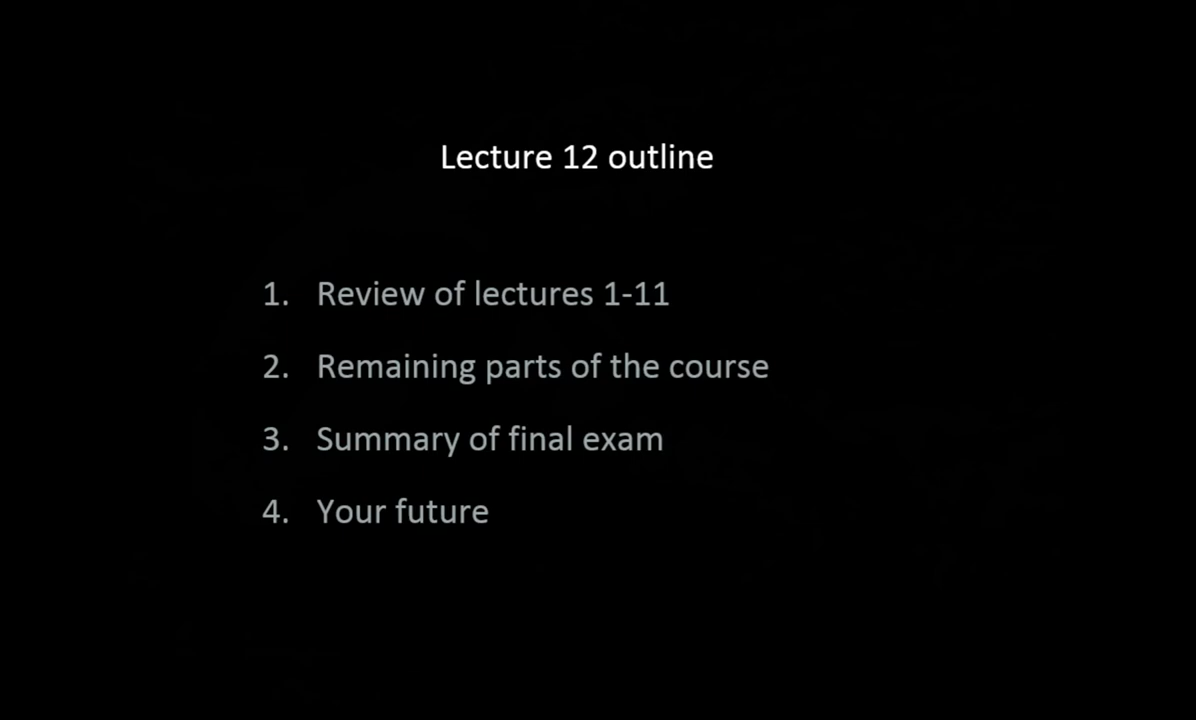 Lecture 12 outline
1. Review of lectures 1-11
2. Remaining parts of the course
3. Summary of final exam
4. Your future